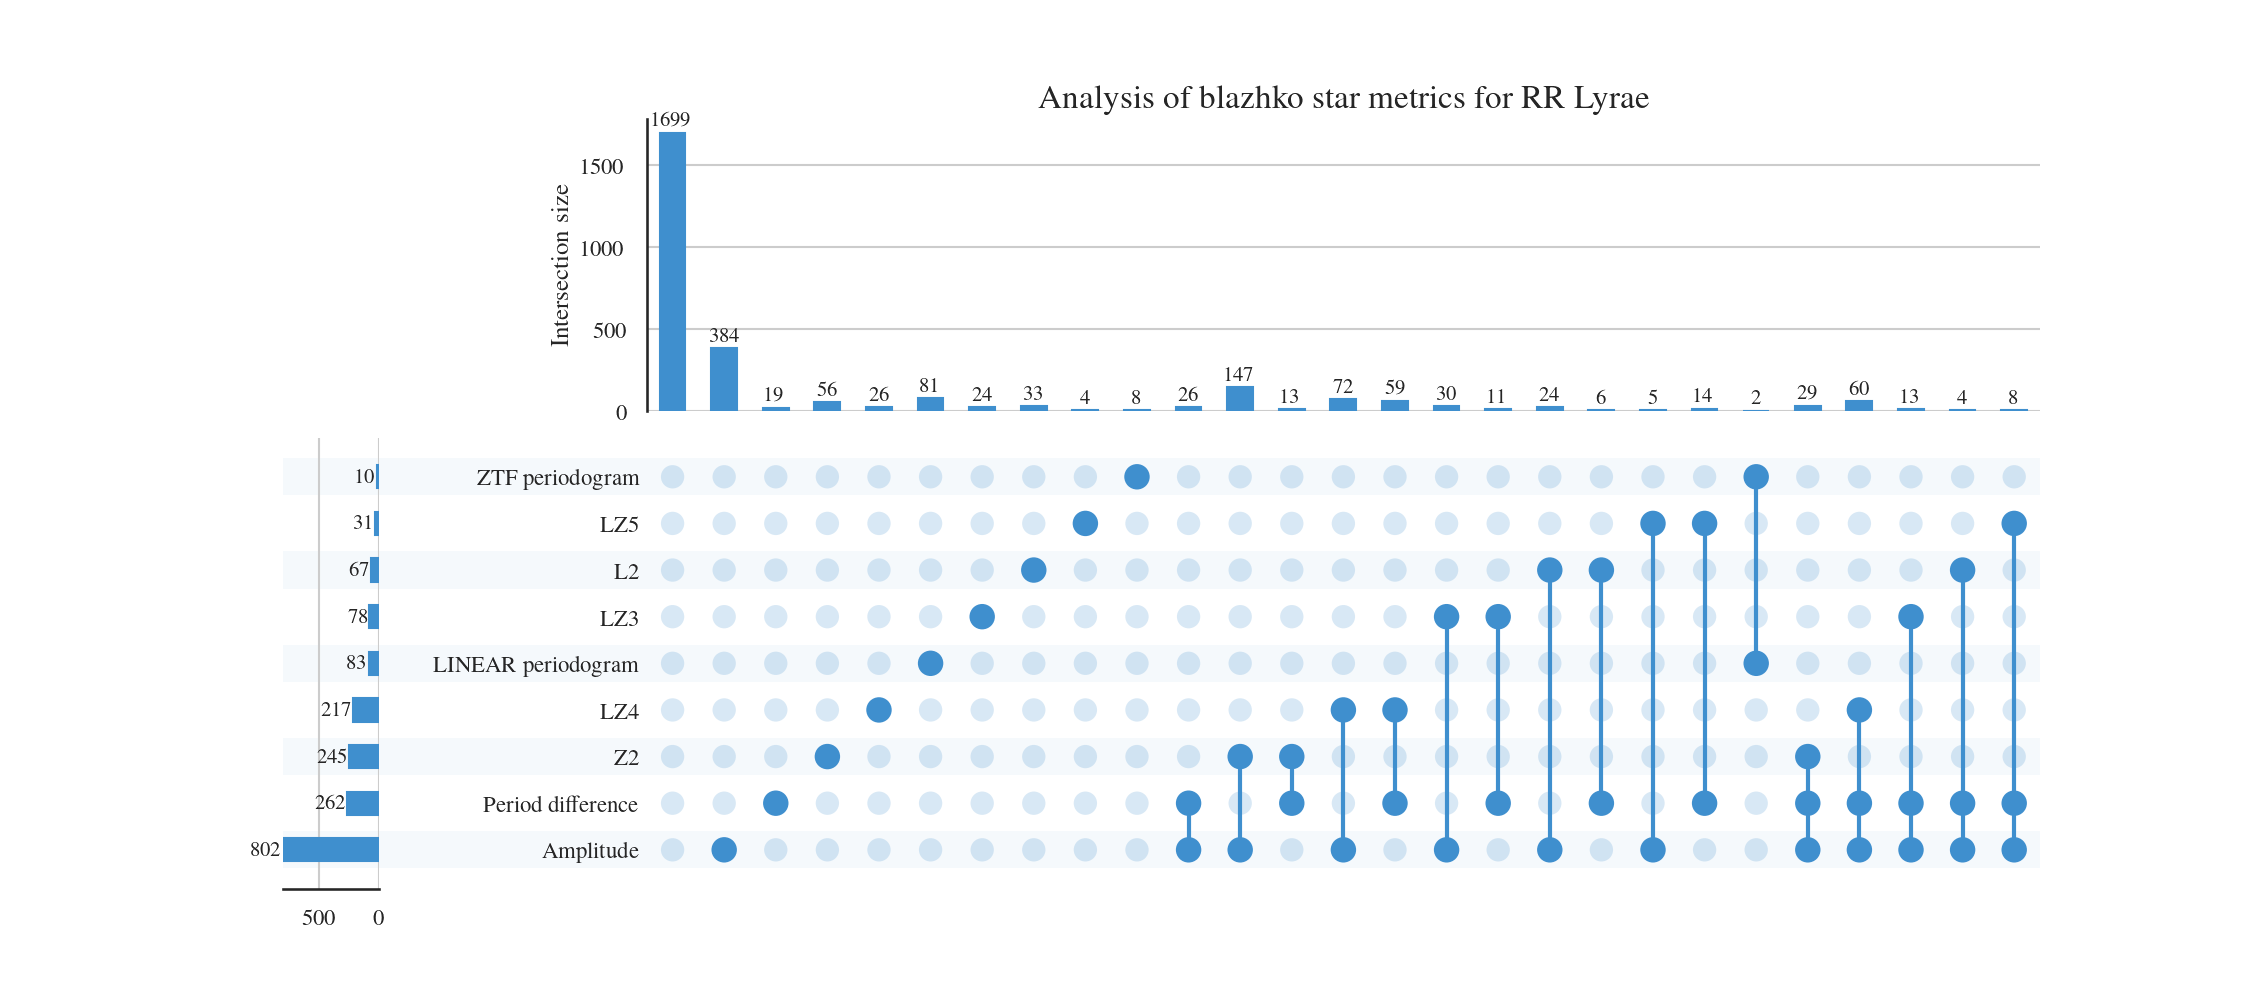 Analysis of blazhko star metrics for RR Lyrae
Intersection size
1500
1000
500
0
1699
384
19
56
26
81
24
33
4
8
26
147
13
72
59
30
11
24
6
5
14
2
29
60
13
4
8
10 ZTF periodogram
31 LZ5
67 L2
78 LZ3
83 LINEAR periodogram
217 LZ4
245 Z2
262 Period difference
802 Amplitude
500 0